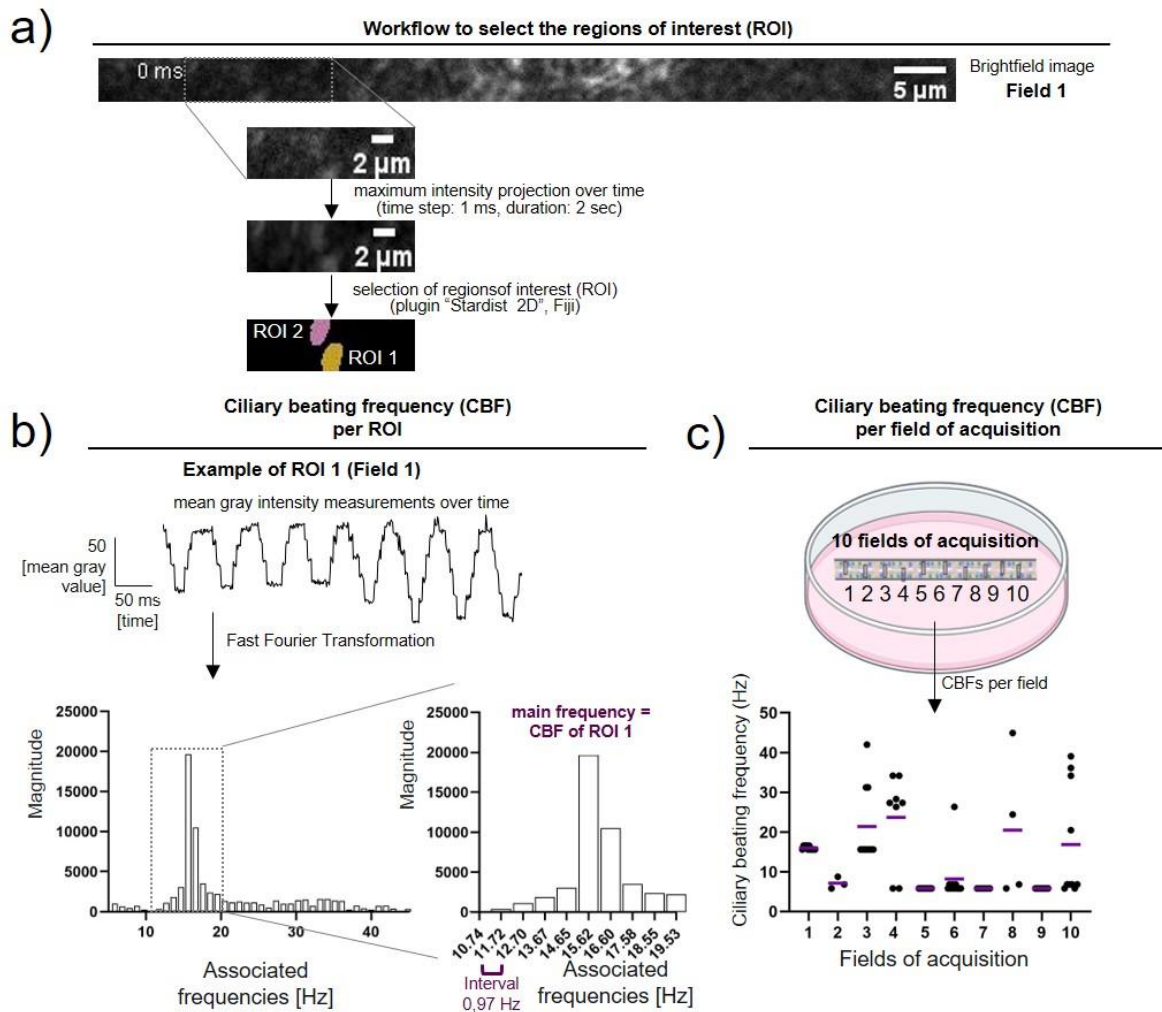 a)
Workflow to select the regions of interest (ROI)
0 ms
5 µm
Brightfield image
Field 1
2 µm
maximum intensity projection over time
(time step: 1 ms, duration: 2 sec)
2 µm
selection of regionsof interest (ROI)
(plugin “Stardist 2D”, Fiji)
ROI 2
ROI 1
b)
Ciliary beating frequency (CBF)
per ROI
Example of ROI 1 (Field 1)
mean gray intensity measurements over time
50
[mean gray
value]
50 ms
[time]
Fast Fourier Transformation
25000
20000
15000
10000
5000
0
Magnitude
10 20 30 40
Associated
frequencies [Hz]
main frequency =
CBF of ROI 1
25000
20000
15000
10000
5000
0
Magnitude
10.74 11.72 12.70 13.67 14.65 15.62 16.60 17.58 18.55 19.53
Interval
0,97 Hz
Associated
frequencies [Hz]
c)
Ciliary beating frequency (CBF)
per field of acquisition
10 fields of acquisition
1 2 3 4 5 6 7 8 9 10
CBFs per field
50
40
30
20
10
0
Ciliary beating frequency (Hz)
1 2 3 4 5 6 7 8 9 10
Fields of acquisition